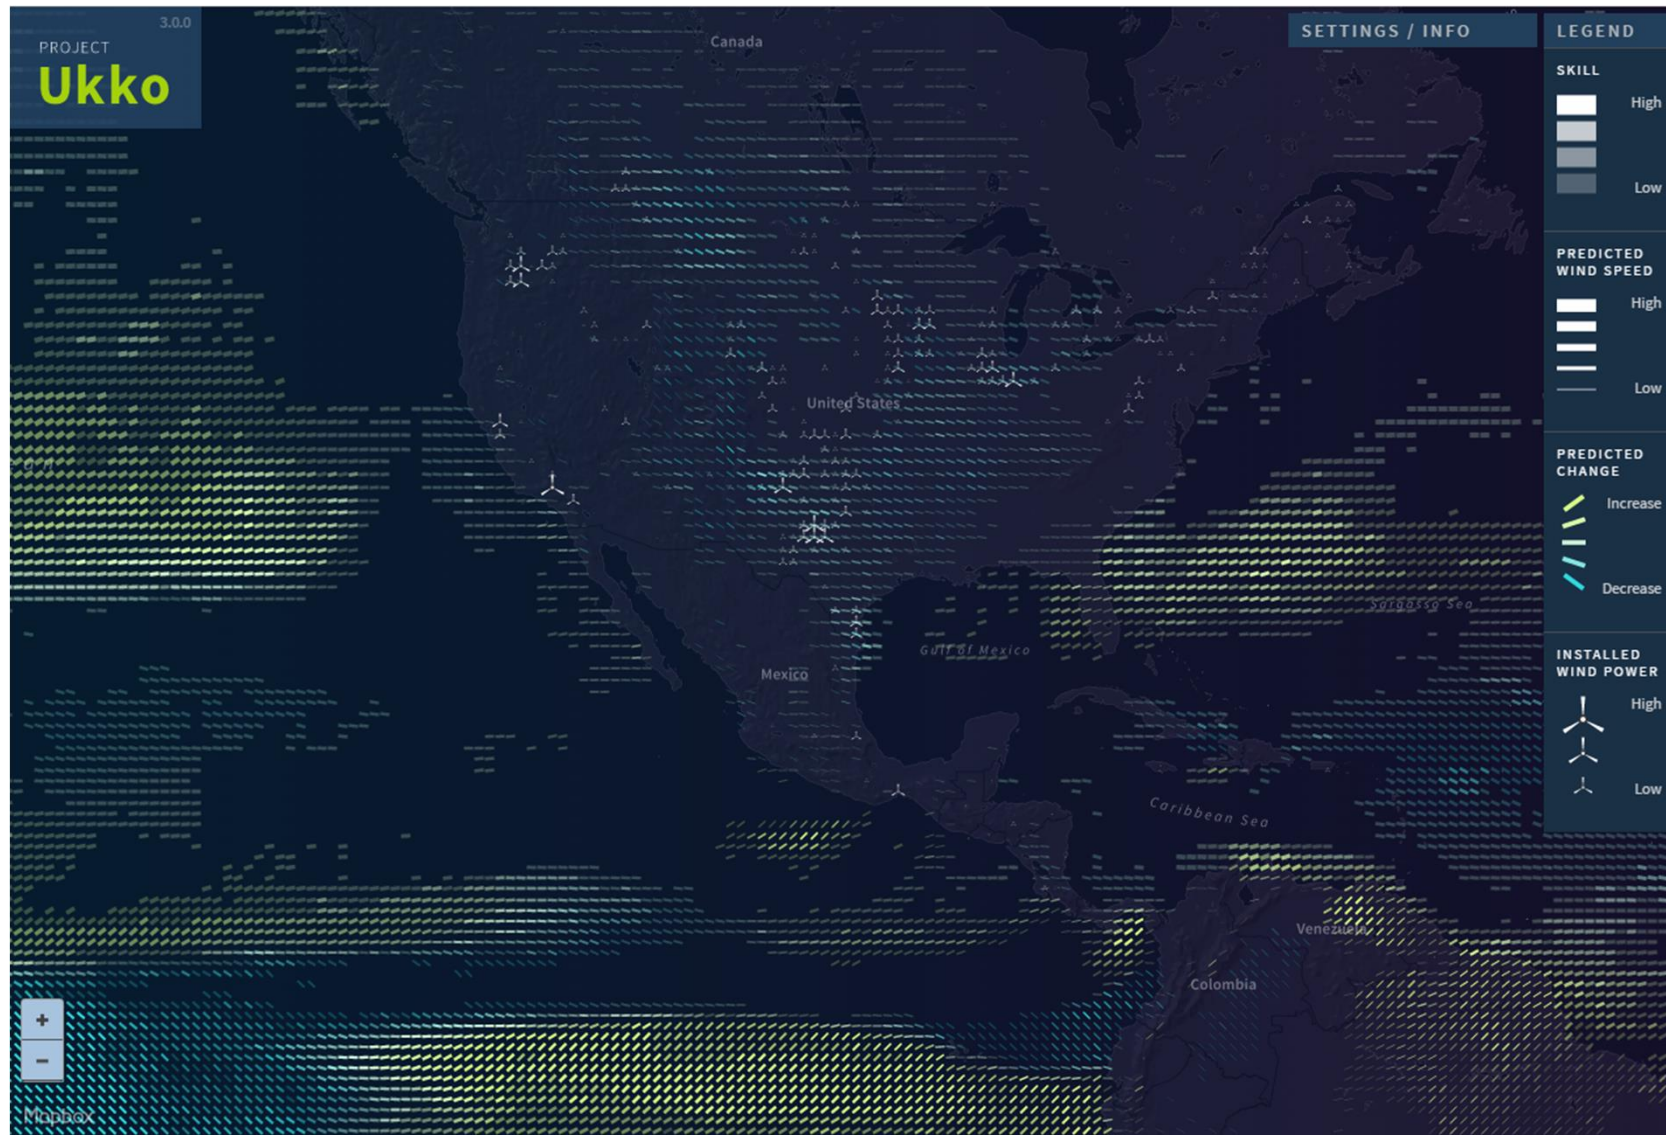 3.0.0
PROJECT
Ukko
SETTINGS / INFO
LEGEND
SKILL
High
Low
PREDICTED
WIND SPEED
High
Low
PREDICTED
CHANGE
Increase
Decrease
INSTALLED
WIND POWER
High
Low
Canada
United States
Mexico
Gulf of Mexico
Sargasso Sea
Caribbean Sea
Venezuela
Colombia
+
−
Mapbox